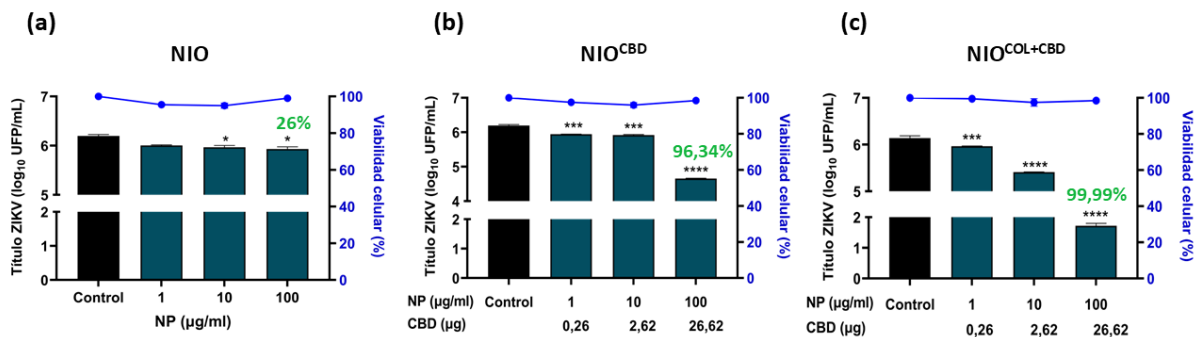 (a)
NIO
Título ZIKV (log10 UFP/mL)
7
6
5
2
1
0
*
*
26%
100
80
60
40
20
0
Viabilidad celular (%)
Control 1 10 100
NP (µg/ml)
(b)
NIO^CBD
Título ZIKV (log10 UFP/mL)
7
6
5
4
2
1
0
***
***
96,34%
****
100
80
60
40
20
0
Viabilidad celular (%)
NP (µg/ml) Control 1 10 100
CBD (µg) 0,26 2,62 26,62
(c)
NIO^COL+CBD
Título ZIKV (log10 UFP/mL)
7
6
5
2
1
0
***
****
99,99%
****
100
80
60
40
20
0
Viabilidad celular (%)
NP (µg/ml) Control 1 10 100
CBD (µg) 0,26 2,62 26,62